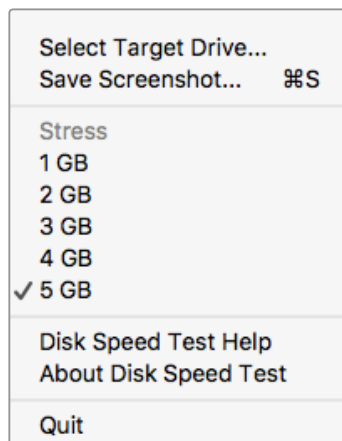 Select Target Drive...
Save Screenshot... ⌘S
Stress
1 GB
2 GB
3 GB
4 GB
✓ 5 GB
Disk Speed Test Help
About Disk Speed Test
Quit